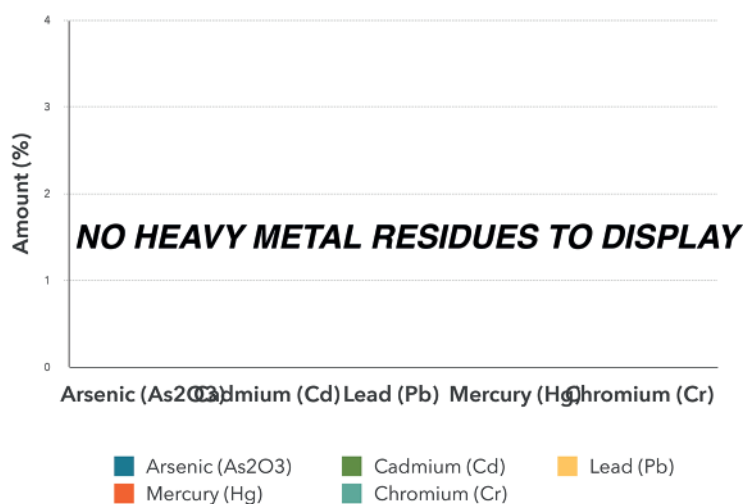 4
3
2
1
0
Amount (%)
NO HEAVY METAL RESIDUES TO DISPLAY
Arsenic (As2O3) Cadmium (Cd) Lead (Pb) Mercury (Hg) Chromium (Cr)
Arsenic (As2O3) Cadmium (Cd) Lead (Pb)
Mercury (Hg) Chromium (Cr)